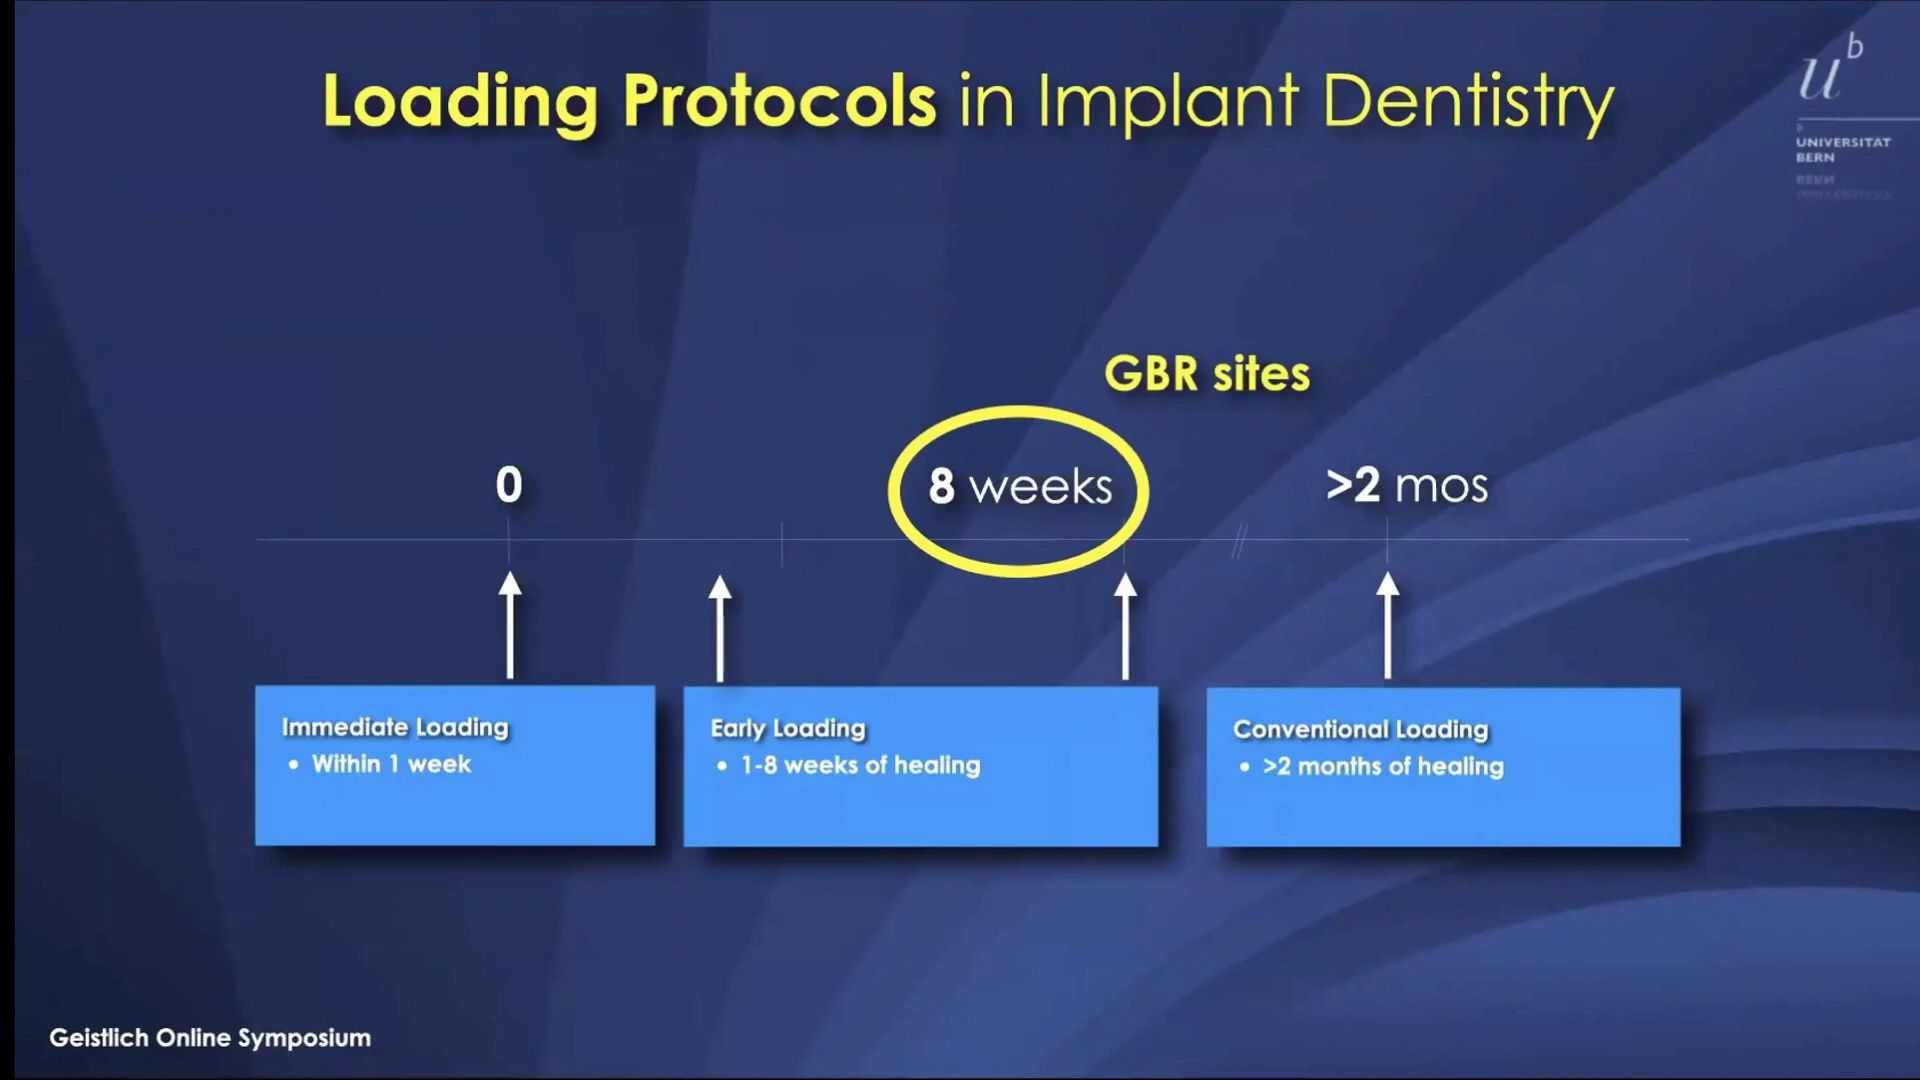 Loading Protocols in Implant Dentistry
u
b
b
UNIVERSITÄT
BERN
GBR sites
0
8 weeks
>2 mos
Immediate Loading
• Within 1 week
Early Loading
• 1-8 weeks of healing
Conventional Loading
• >2 months of healing
Geistlich Online Symposium